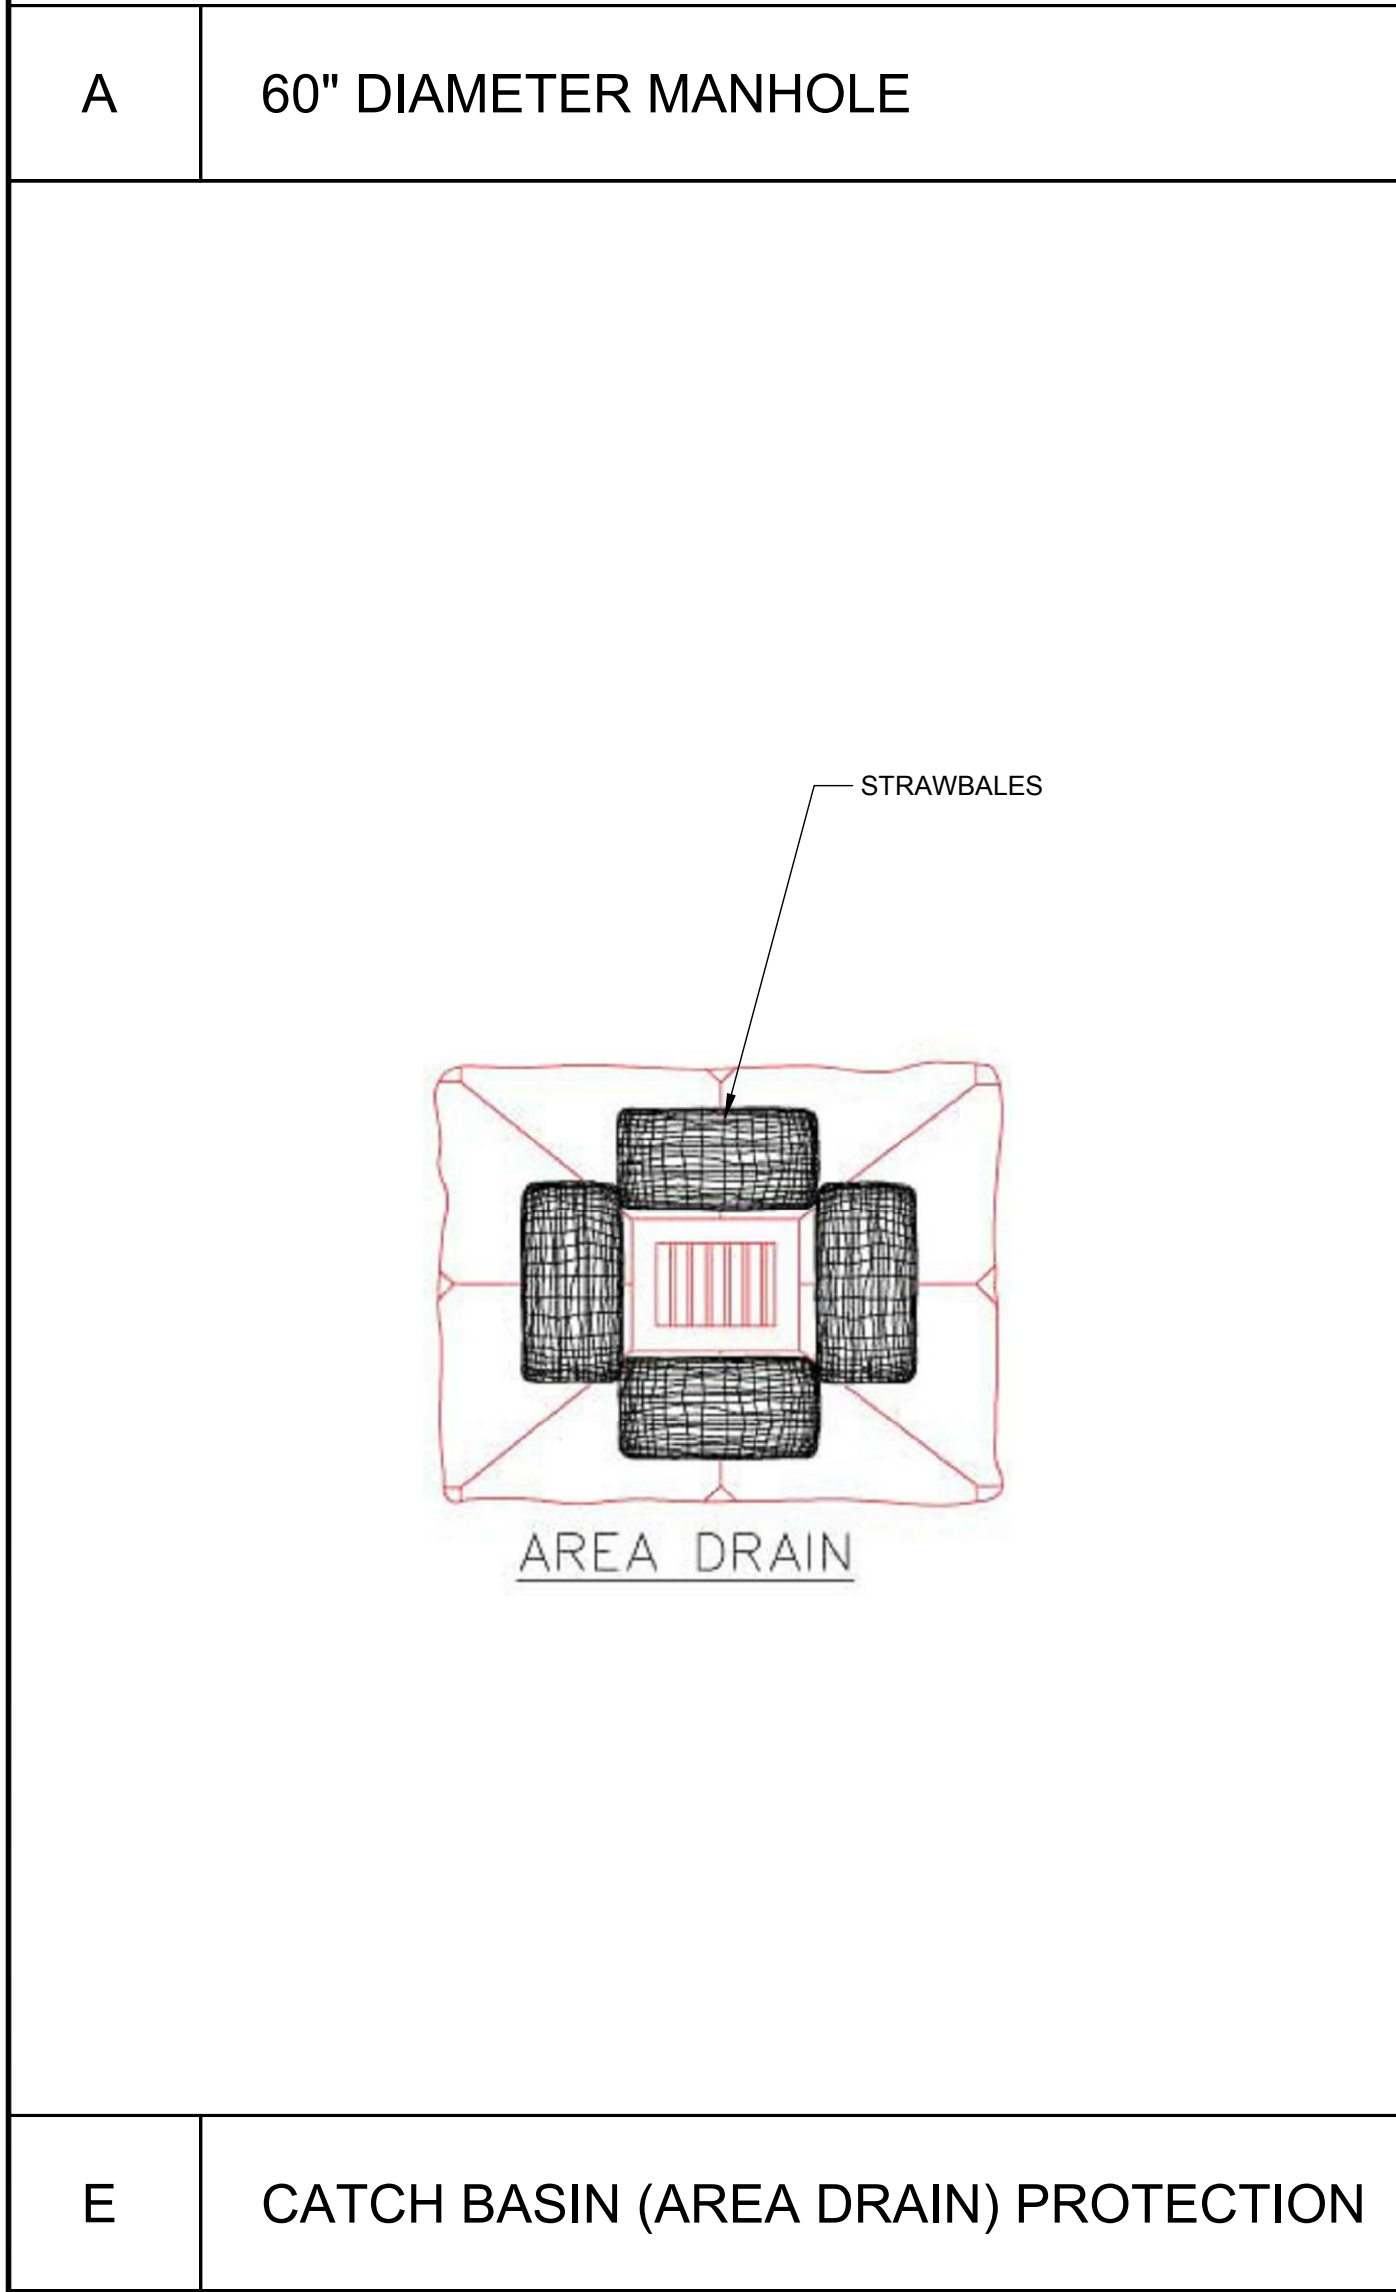 A
60" DIAMETER MANHOLE
STRAWBALES
AREA DRAIN
E
CATCH BASIN (AREA DRAIN) PROTECTION